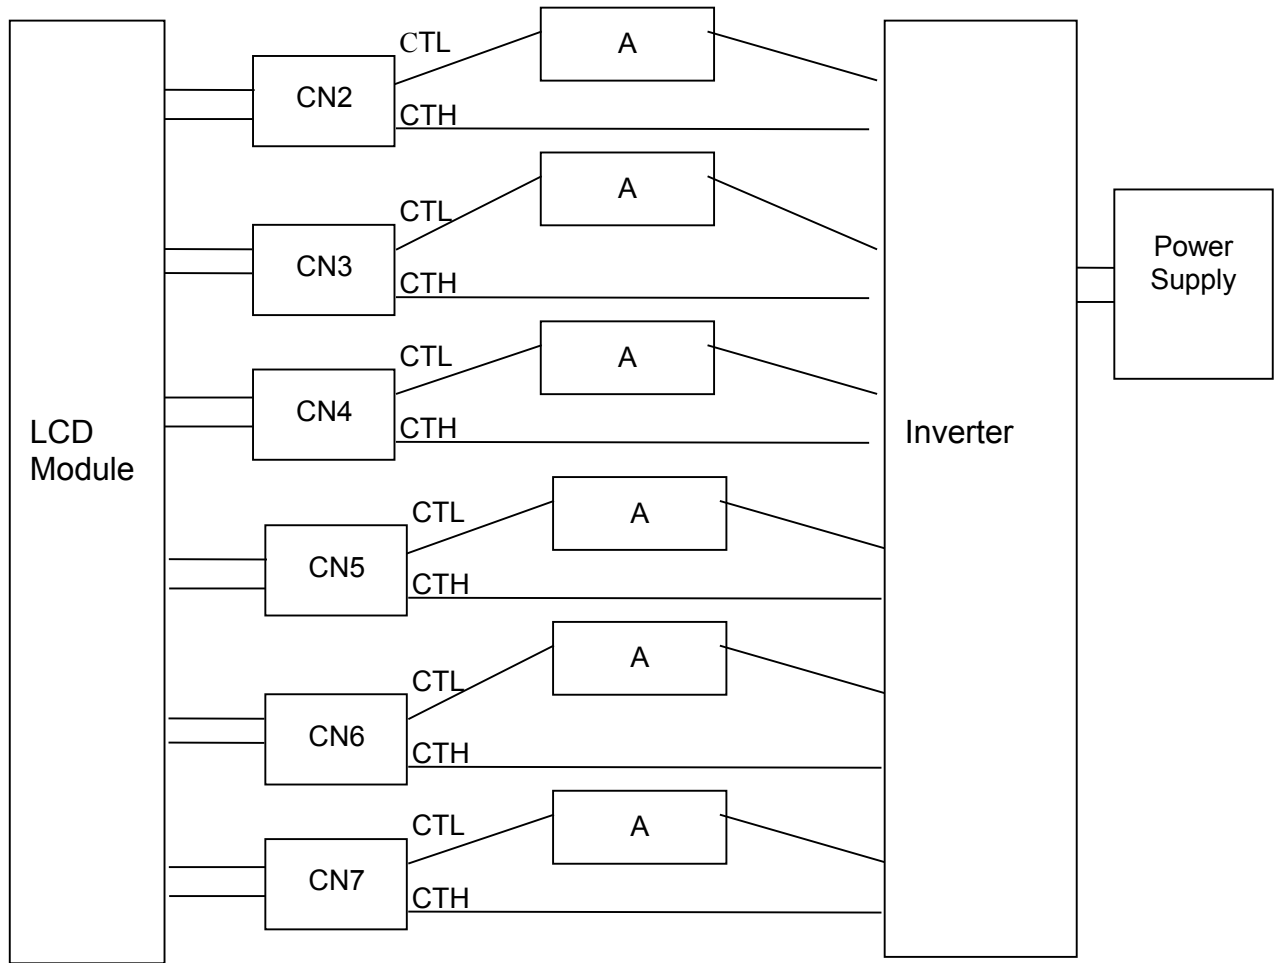 CTL
A
CN2
CTH
A
CTL
CN3
CTH
A
CTL
CN4
CTH
LCD
Module
Inverter
Power
Supply
CTL
A
CN5
CTH
A
CTL
CN6
CTH
A
CTL
CN7
CTH